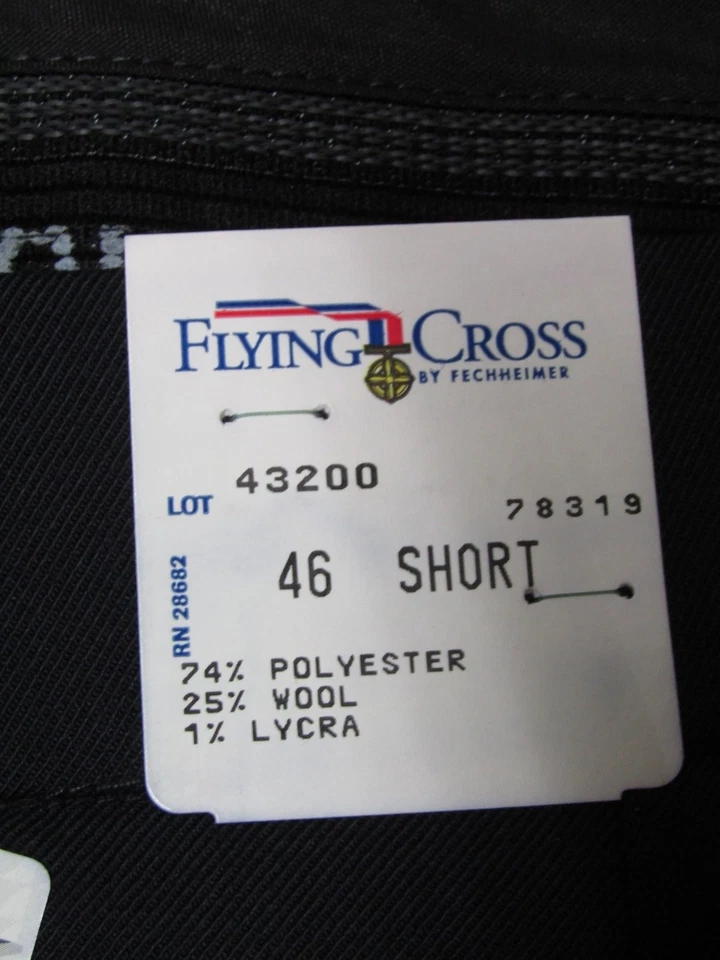 FLYING CROSS
BY FECHHEIMER
43200
LOT
78319
46 SHORT
RN 28682
74% POLYESTER
25% WOOL
1% LYCRA